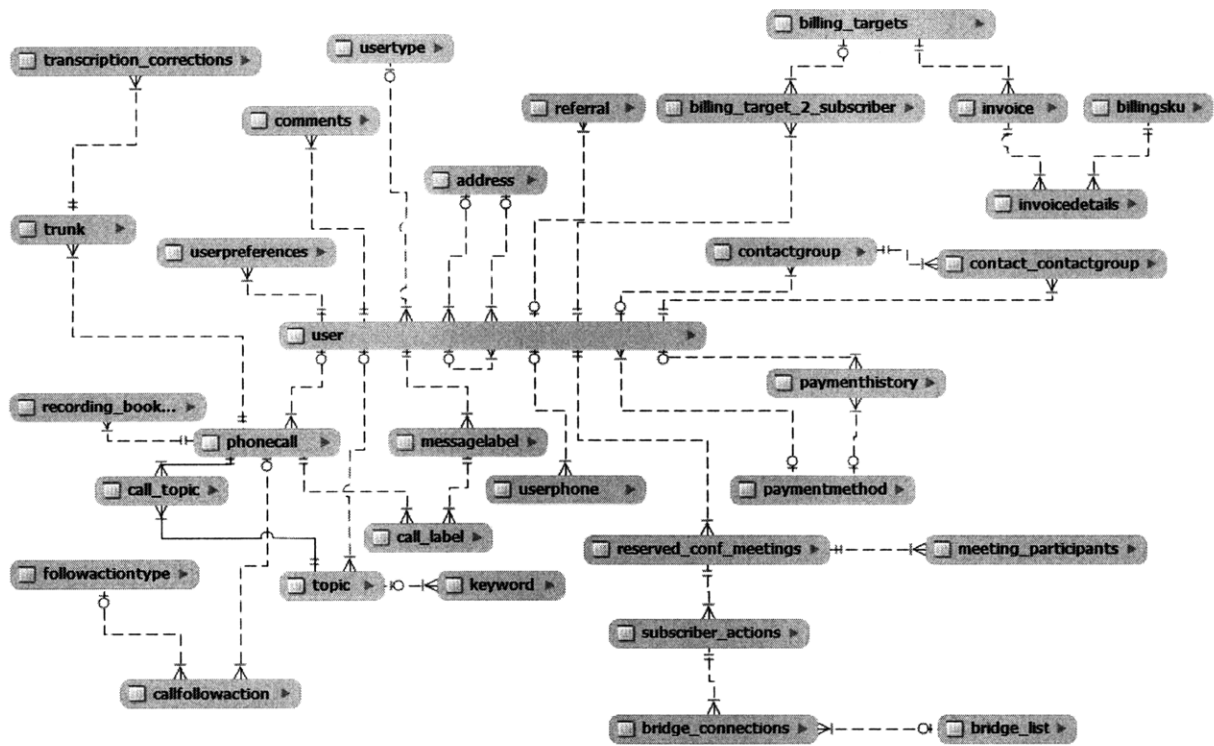 billing_targets
transcription_corrections
usertype
comments
referral
billing_target_2_subscriber
invoice
billingsku
address
invoicedetails
trunk
userpreferences
contactgroup
contact_contactgroup
user
paymenthistory
recording_book...
phonecall
messagelabel
call_topic
userphone
paymentmethod
call_label
reserved_conf_meetings
meeting_participants
followactiontype
topic
keyword
subscriber_actions
callfollowaction
bridge_connections
bridge_list